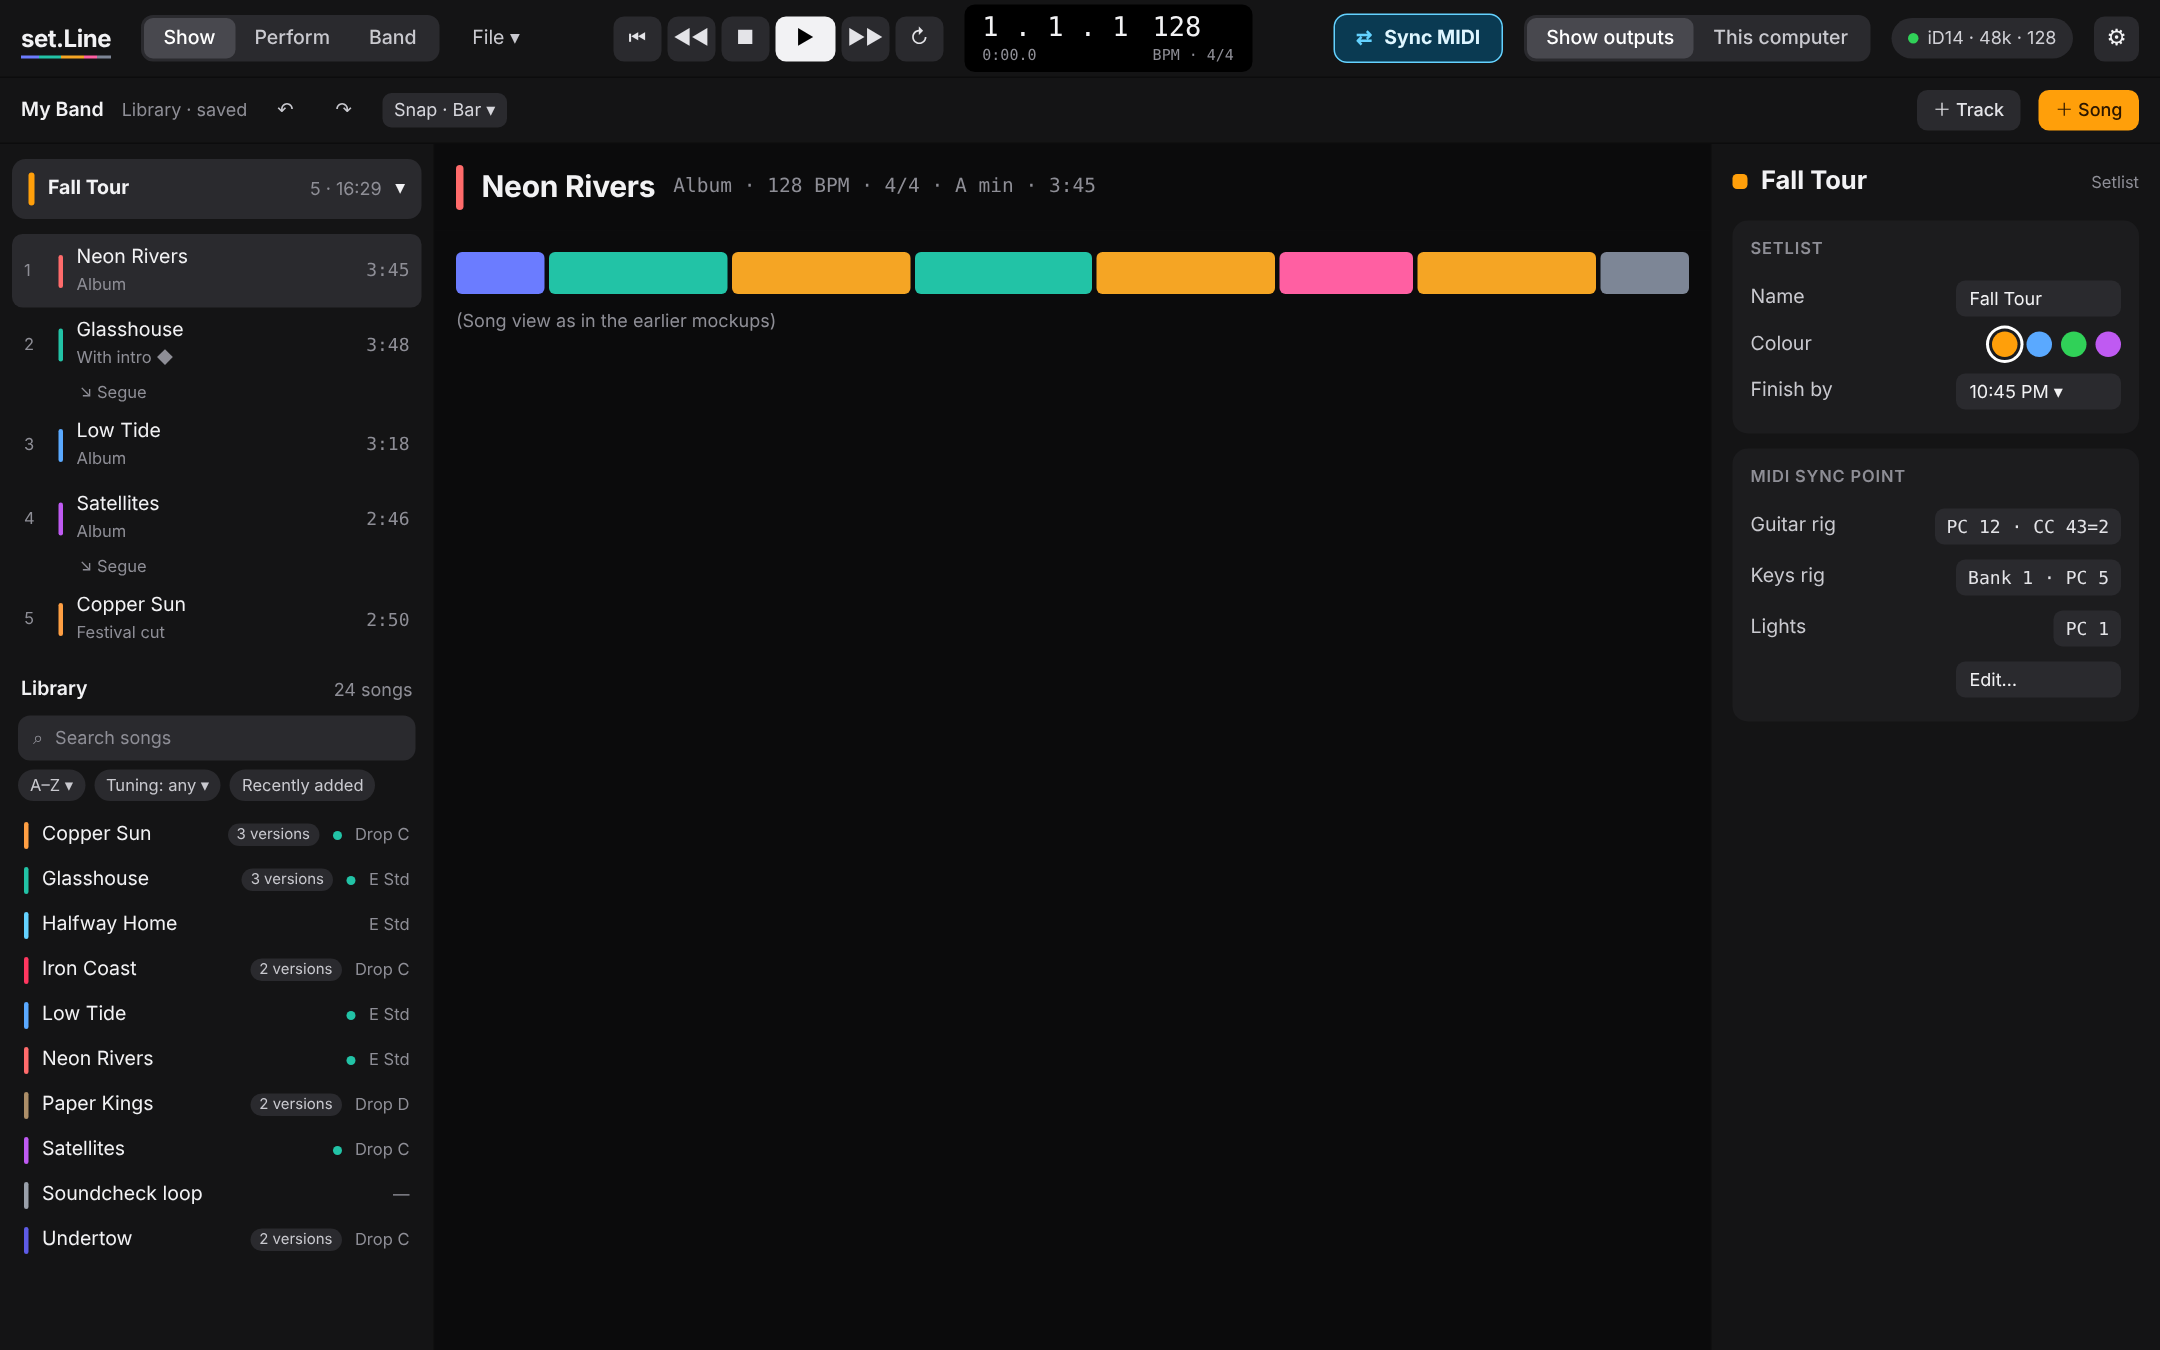 set.Line Show Perform Band File ▾ 1 . 1 . 1 128 ⇄ Sync MIDI Show outputs This computer iD14 · 48k · 128
0:00.0 BPM · 4/4
My Band Library · saved Snap · Bar ▾ + Track + Song
Fall Tour 5 · 16:29 ▼
1 Neon Rivers 3:45
Album
2 Glasshouse 3:48
With intro ◆
↘ Segue
3 Low Tide 3:18
Album
4 Satellites 2:46
Album
↘ Segue
5 Copper Sun 2:50
Festival cut
Library 24 songs
Search songs
A–Z ▾ Tuning: any ▾ Recently added
Copper Sun 3 versions Drop C
Glasshouse 3 versions E Std
Halfway Home E Std
Iron Coast 2 versions Drop C
Low Tide E Std
Neon Rivers E Std
Paper Kings 2 versions Drop D
Satellites Drop C
Soundcheck loop —
Undertow 2 versions Drop C
Neon Rivers Album · 128 BPM · 4/4 · A min · 3:45
(Song view as in the earlier mockups)
Fall Tour Setlist
SETLIST
Name Fall Tour
Colour
Finish by 10:45 PM ▾
MIDI SYNC POINT
Guitar rig PC 12 · CC 43=2
Keys rig Bank 1 · PC 5
Lights PC 1
Edit...